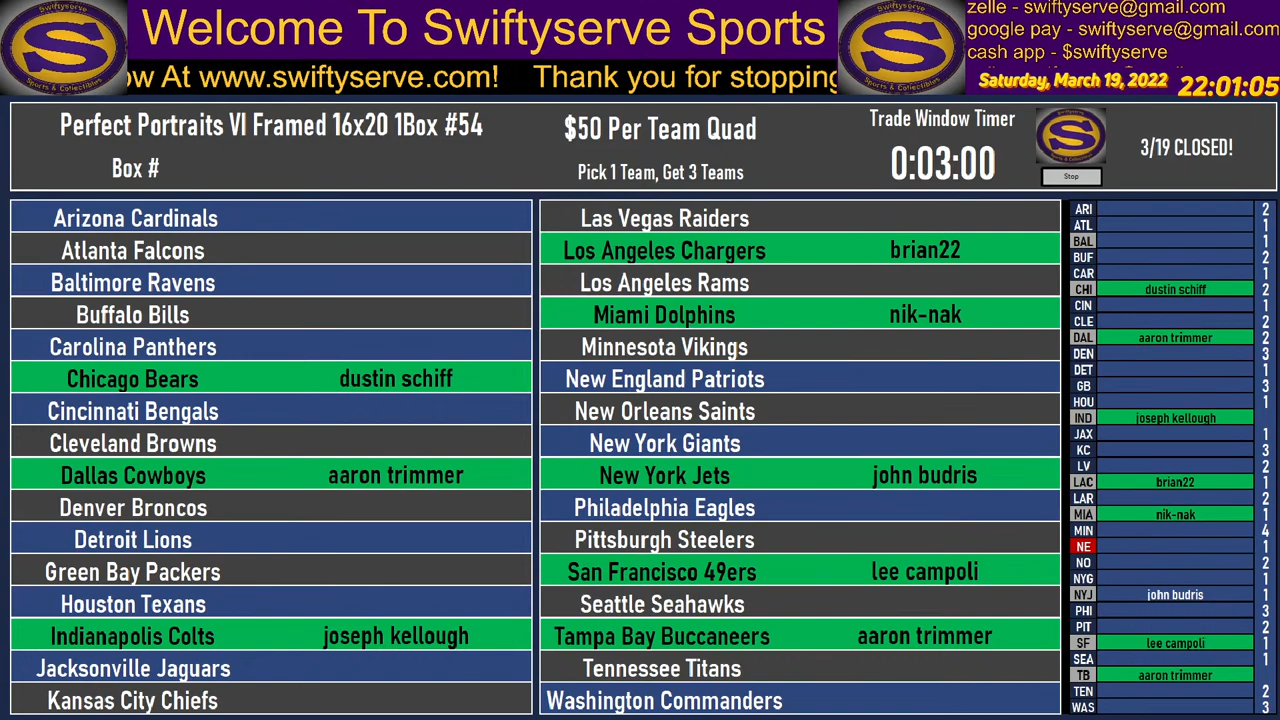 Welcome To Swiftyserve Sports
ow At www.swiftyserve.com! Thank you for stopping
S
Sports & Collectibles
S
Sports & Collectibles
zelle - swiftyserve@gmail.com
google pay - swiftyserve@gmail.com
cash app - $swiftyserve
Saturday, March 19, 2022 22:01:05
Perfect Portraits VI Framed 16x20 1Box #54
Box #
$50 Per Team Quad
Pick 1 Team, Get 3 Teams
Trade Window Timer
0:03:00
Stop
3/19 CLOSED!
Arizona Cardinals
Atlanta Falcons
Baltimore Ravens
Buffalo Bills
Carolina Panthers
Chicago Bears dustin schiff
Cincinnati Bengals
Cleveland Browns
Dallas Cowboys aaron trimmer
Denver Broncos
Detroit Lions
Green Bay Packers
Houston Texans
Indianapolis Colts joseph kellough
Jacksonville Jaguars
Kansas City Chiefs
Las Vegas Raiders
Los Angeles Chargers brian22
Los Angeles Rams
Miami Dolphins nik-nak
Minnesota Vikings
New England Patriots
New Orleans Saints
New York Giants
New York Jets john budris
Philadelphia Eagles
Pittsburgh Steelers
San Francisco 49ers lee campoli
Seattle Seahawks
Tampa Bay Buccaneers aaron trimmer
Tennessee Titans
Washington Commanders
ARI 2
ATL 1
BAL 1
BUF 2
CAR 1
CHI dustin schiff 2
CIN 1
CLE 2
DAL aaron trimmer 2
DEN 3
DET 1
GB 3
HOU 1
IND joseph kellough
JAX 1
KC 3
LV 2
LAC brian22 1
LAR 2
MIA nik-nak 1
MIN 4
NE 1
NO 2
NYG 1
NYJ john budris 1
PHI 3
PIT 2
SF lee campoli 1
SEA 1
TB aaron trimmer
TEN 2
WAS 3